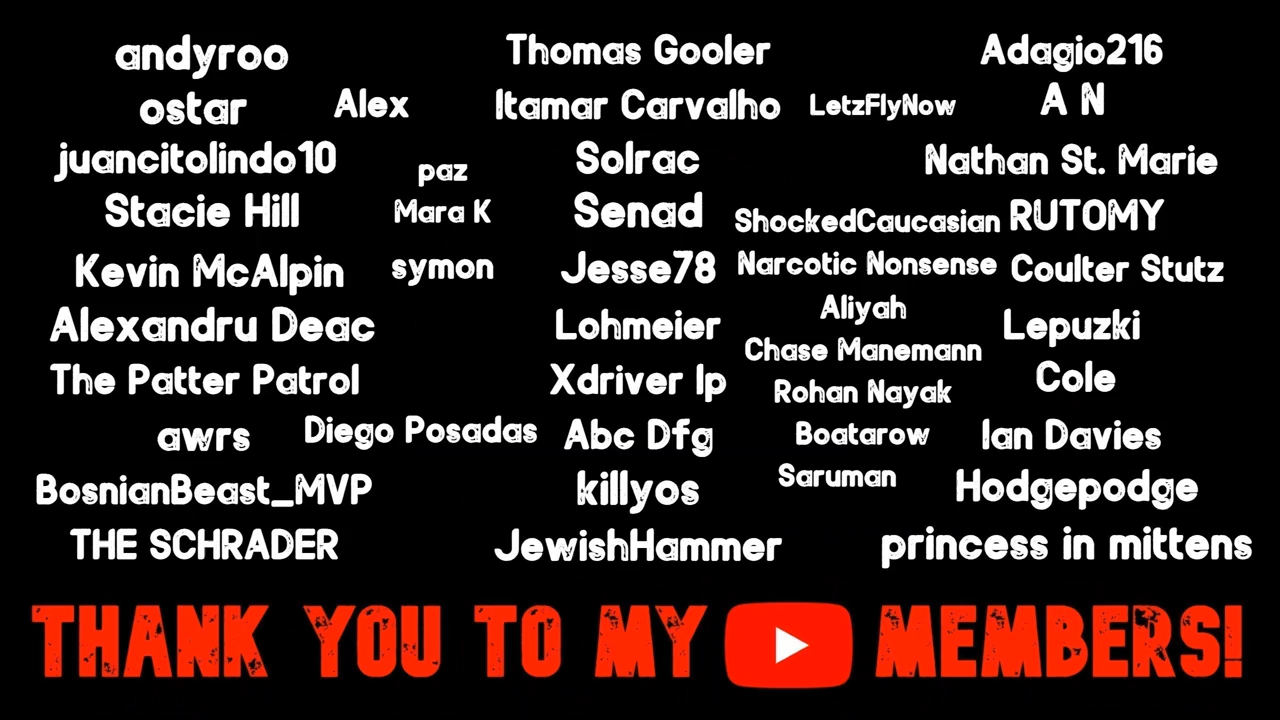 andyroo
ostar
juancitolindo10
Stacie Hill
Kevin McAlpin
Alexandru Deac
The Patter Patrol
awrs
BosnianBeast_MVP
THE SCHRADER
Alex
paz
Mara K
symon
Diego Posadas
Thomas Gooler
Itamar Carvalho
Solrac
Senad
Jesse78
Lohmeier
Xdriver lp
Abc Dfg
killyos
JewishHammer
LetzFlyNow
ShockedCaucasian
Narcotic Nonsense
Aliyah
Chase Manemann
Rohan Nayak
Boatarow
Saruman
Adagio216
A N
Nathan St. Marie
RUTOMY
Coulter Stutz
Lepuzki
Cole
Ian Davies
Hodgepodge
princess in mittens
THANK YOU TO MY MEMBERS!